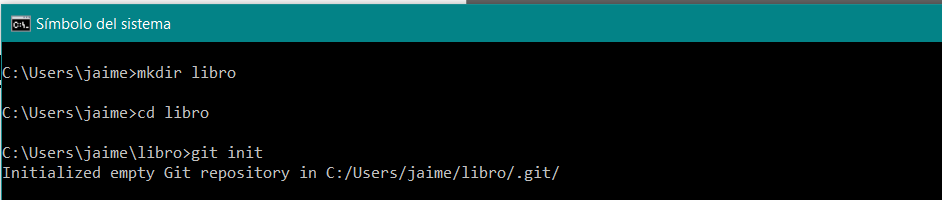 Símbolo del sistema
C:\Users\jaime>mkdir libro
C:\Users\jaime>cd libro
C:\Users\jaime\libro>git init
Initialized empty Git repository in C:/Users/jaime/libro/.git/